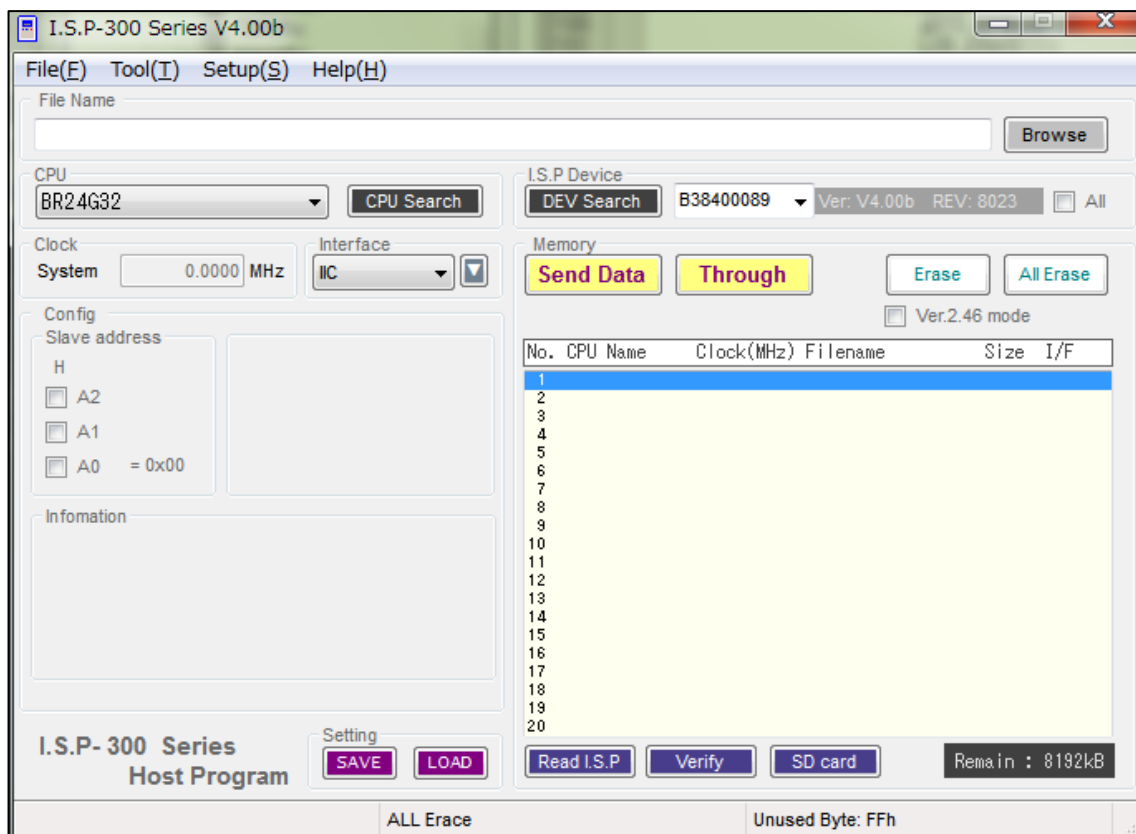 I.S.P-300 Series V4.00b
File(F) Tool(T) Setup(S) Help(H)
File Name
Browse
CPU
BR24G32
CPU Search
I.S.P Device
DEV Search
B38400089
Ver: V4.00b REV: 8023
All
Clock
System 0.0000 MHz
Interface
IIC
Memory
Send Data
Through
Erase
All Erase
Ver.2.46 mode
Config
Slave address
H
A2
A1
A0 = 0x00
Infomation
No. CPU Name Clock(MHz) Filename Size I/F
1
2
3
4
5
6
7
8
9
10
11
12
13
14
15
16
17
18
19
20
I.S.P- 300 Series
Host Program
Setting
SAVE
LOAD
Read I.S.P
Verify
SD card
Remain : 8192kB
ALL Erace
Unused Byte: FFh